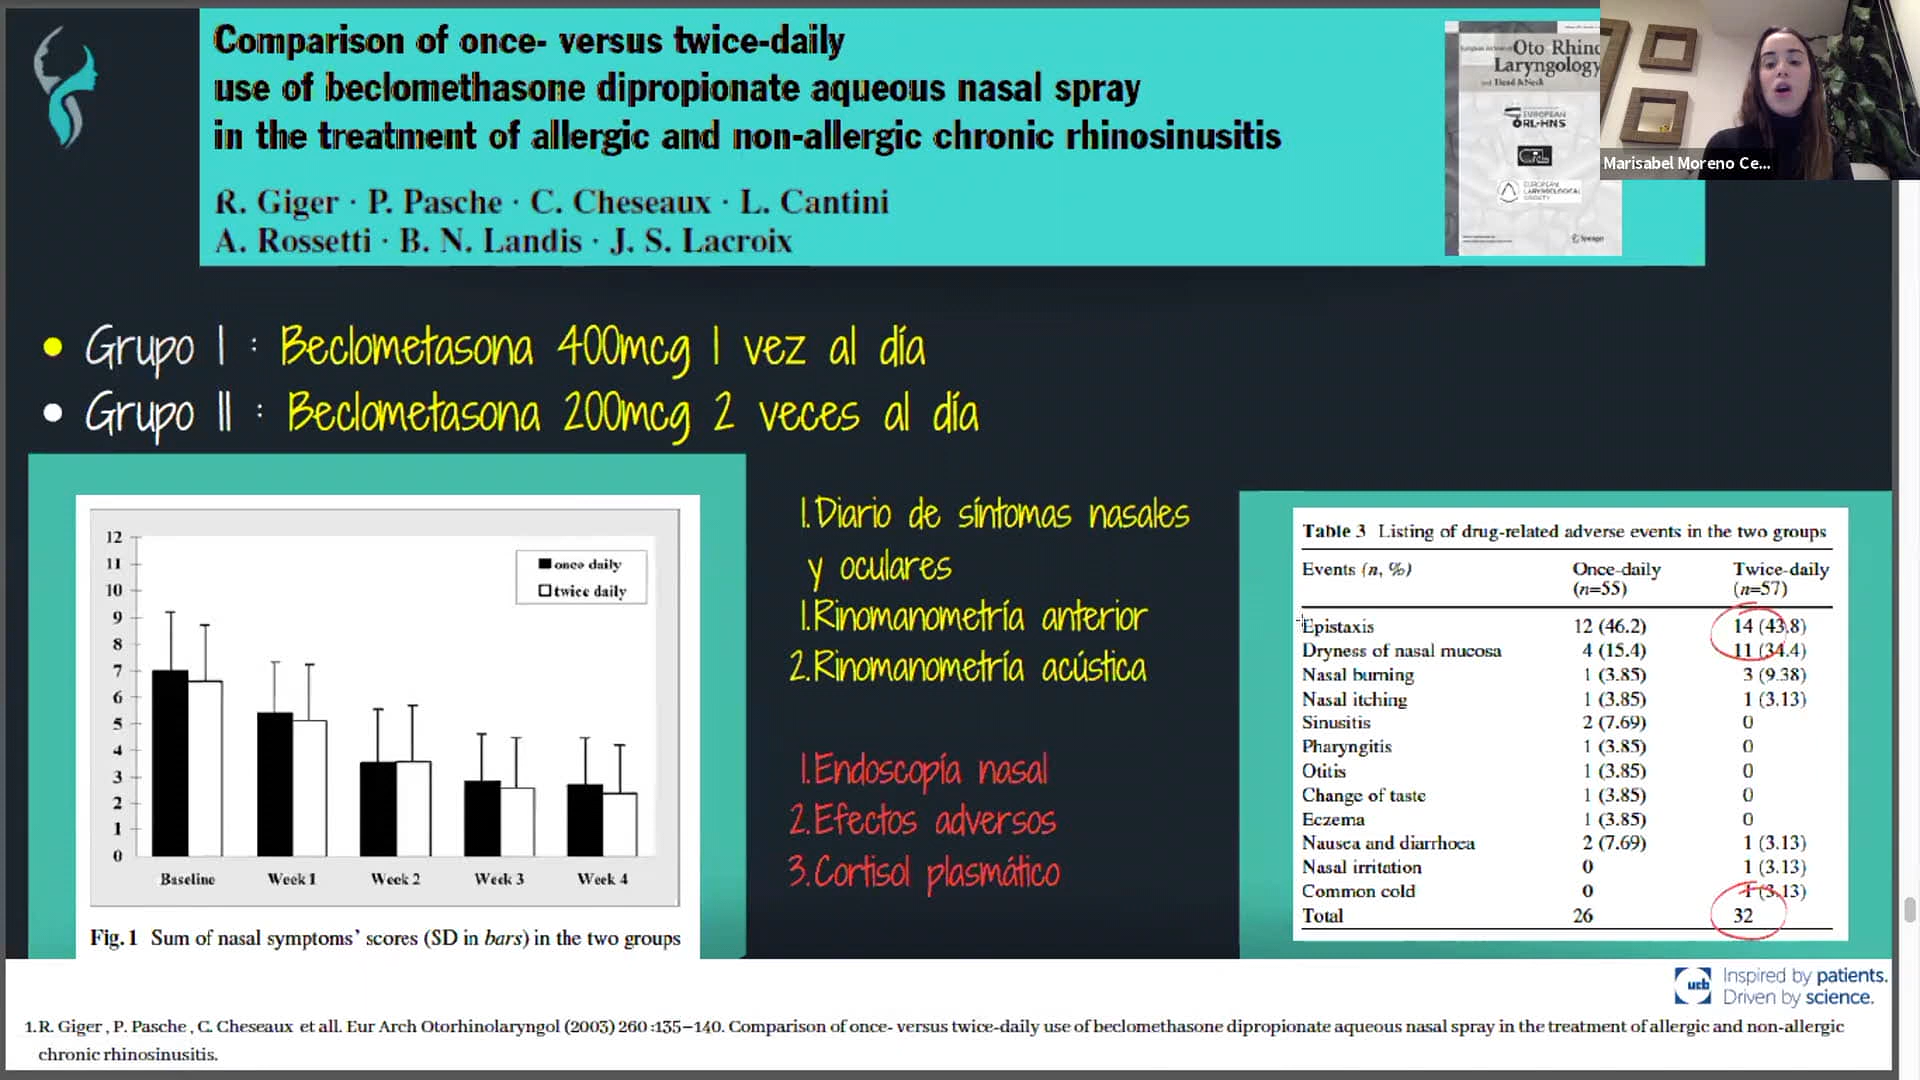 Comparison of once- versus twice-daily
use of beclomethasone dipropionate aqueous nasal spray
in the treatment of allergic and non-allergic chronic rhinosinusitis
R. Giger · P. Pasche · C. Cheseaux · L. Cantini
A. Rossetti · B. N. Landis · J. S. Lacroix
Oto Rhino
Laryngology
and Head & Neck
EUROPEAN
ORL-HNS
EUROPEAN
LARYNGOLOGICAL
SOCIETY
Springer
Marisabel Moreno Ce...
• Grupo I : Beclometasona 400mcg 1 vez al día
• Grupo II : Beclometasona 200mcg 2 veces al día
12
11
10
9
8
7
6
5
4
3
2
1
0
once daily
twice daily
Baseline Week 1 Week 2 Week 3 Week 4
Fig. 1 Sum of nasal symptoms' scores (SD in bars) in the two groups
1.Diario de síntomas nasales
y oculares
1.Rinomanometría anterior
2.Rinomanometría acústica
1.Endoscopía nasal
2.Efectos adversos
3.Cortisol plasmático
Table 3 Listing of drug-related adverse events in the two groups
Events (n, %) Once-daily (n=55) Twice-daily (n=57)
Epistaxis 12 (46.2) 14 (43.8)
Dryness of nasal mucosa 4 (15.4) 11 (34.4)
Nasal burning 1 (3.85) 3 (9.38)
Nasal itching 1 (3.85) 1 (3.13)
Sinusitis 2 (7.69) 0
Pharyngitis 1 (3.85) 0
Otitis 1 (3.85) 0
Change of taste 1 (3.85) 0
Eczema 1 (3.85) 0
Nausea and diarrhoea 2 (7.69) 1 (3.13)
Nasal irritation 0 1 (3.13)
Common cold 0 1 (3.13)
Total 26 32
ucb Inspired by patients.
Driven by science.
1.R. Giger , P. Pasche , C. Cheseaux et all. Eur Arch Otorhinolaryngol (2003) 260 :135–140. Comparison of once- versus twice-daily use of beclomethasone dipropionate aqueous nasal spray in the treatment of allergic and non-allergic
chronic rhinosinusitis.